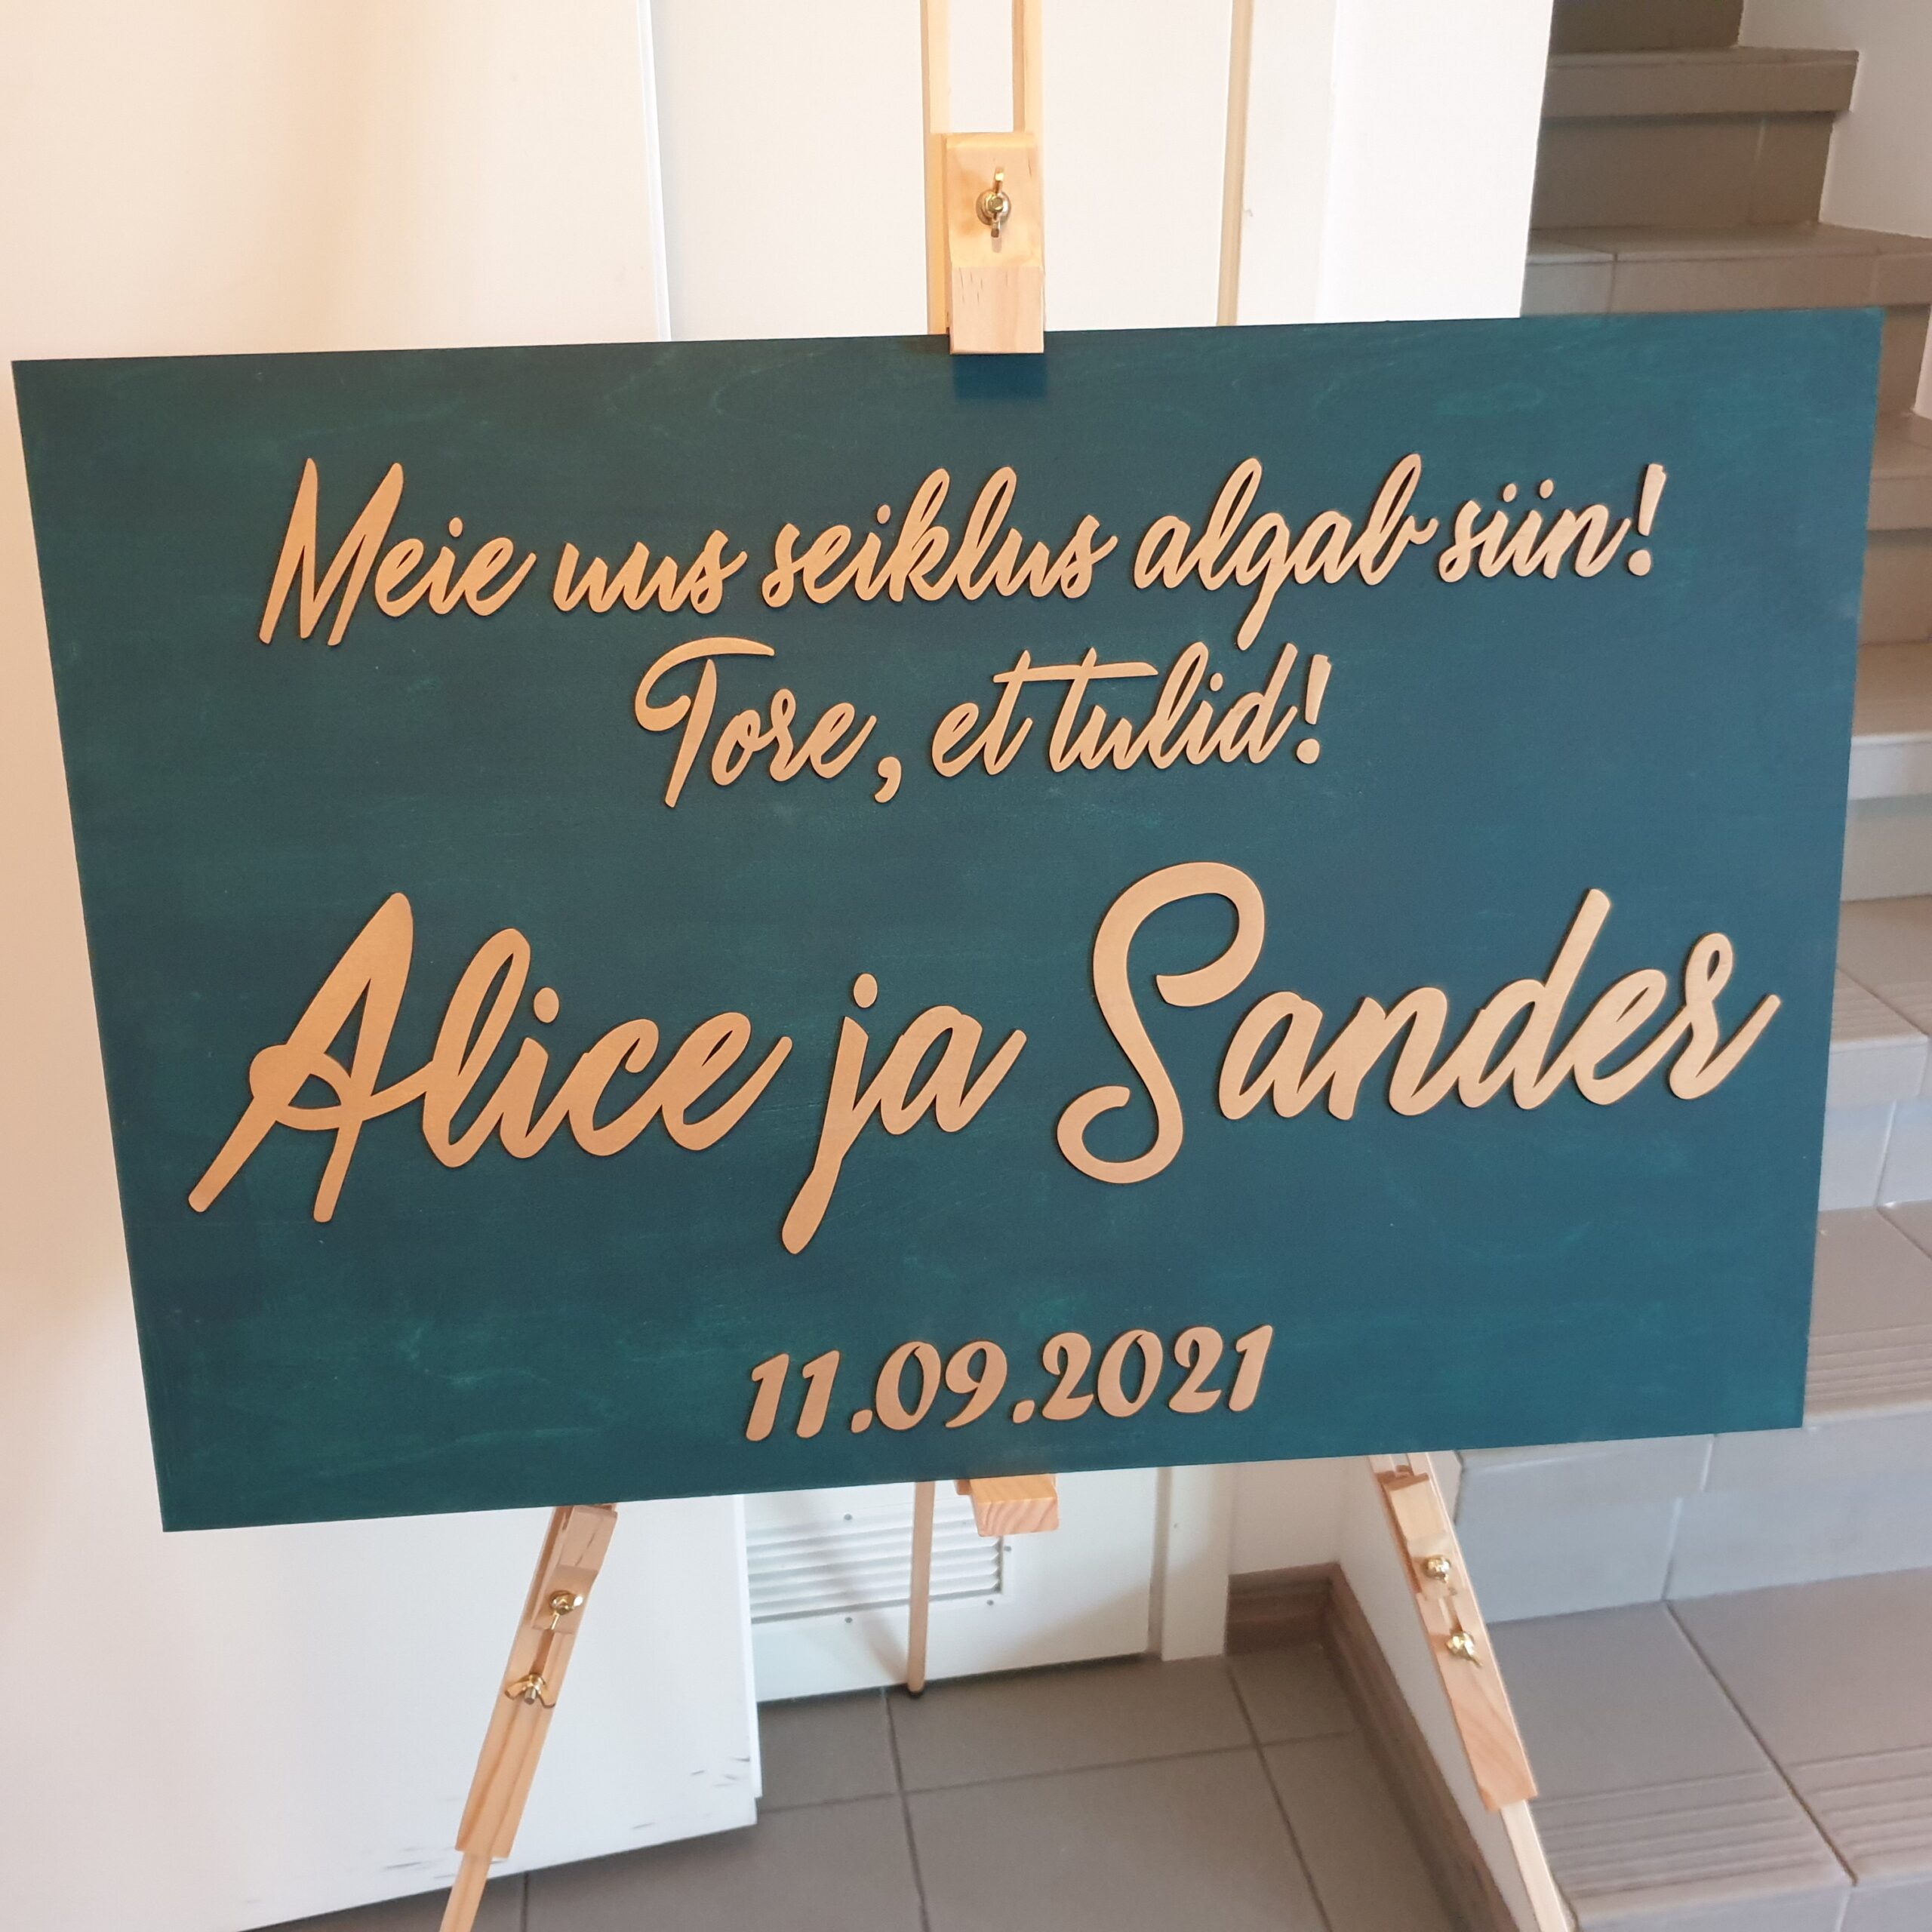 Meie uus seiklus algab siin!
Tore, et tulid!
Alice ja Sander
11.09.2021